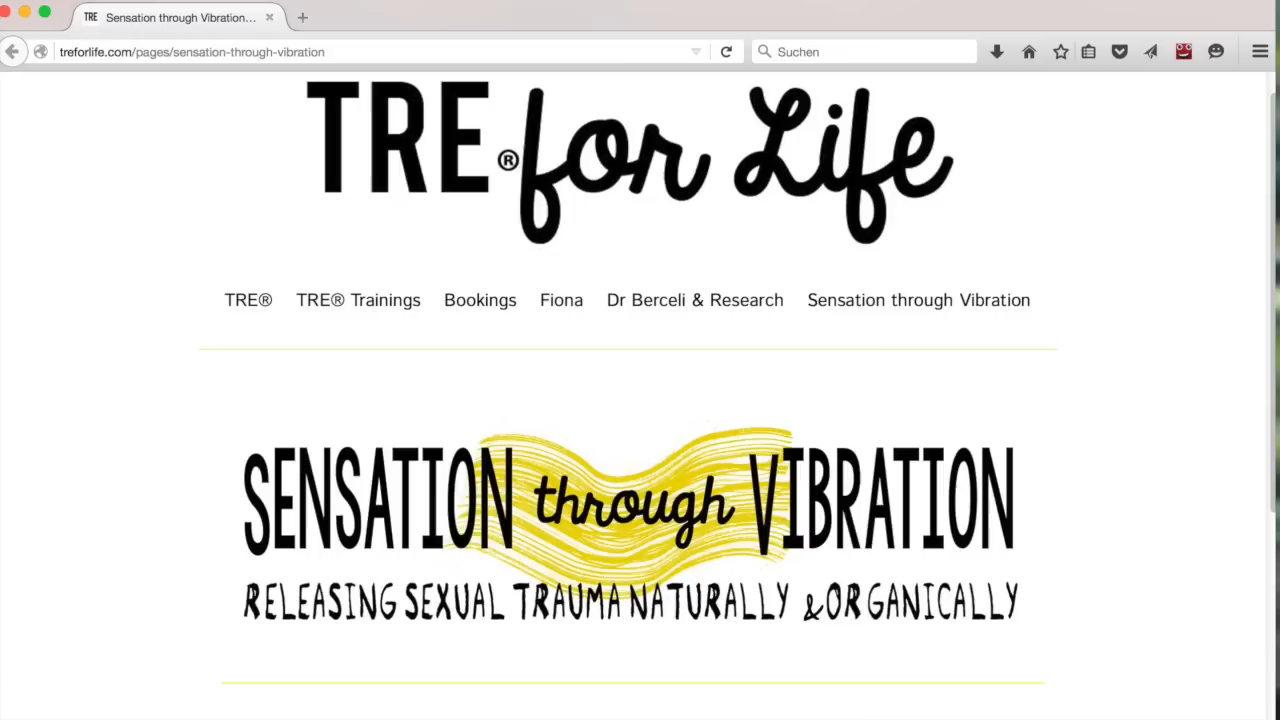 TRE Sensation through Vibration...
treforlife.com/pages/sensation-through-vibration
Suchen
TRE® for Life
TRE® TRE® Trainings Bookings Fiona Dr Berceli & Research Sensation through Vibration
SENSATION through VIBRATION
RELEASING SEXUAL TRAUMA NATURALLY & ORGANICALLY